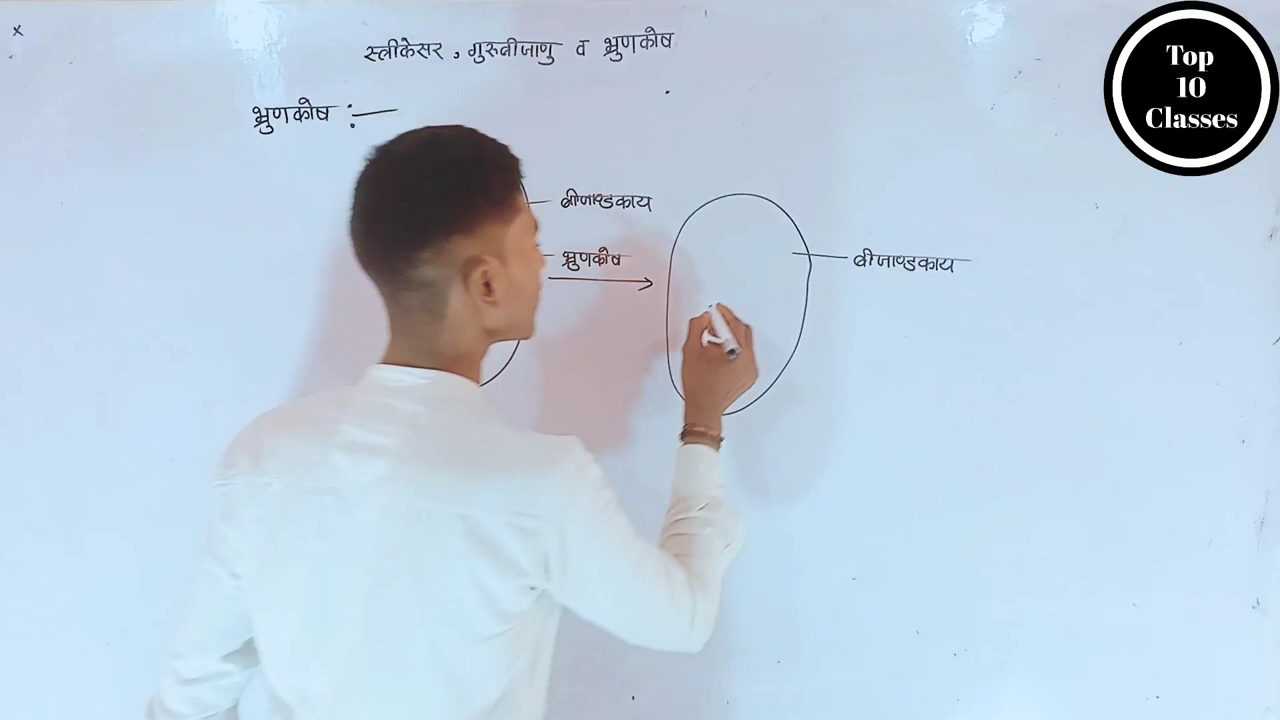 स्त्रीकेसर, गुरुबीजाणु व भ्रुणकोष
भ्रुणकोष :—
बीजाण्डकाय
भ्रुणकोष
बीजाण्डकाय
Top
10
Classes